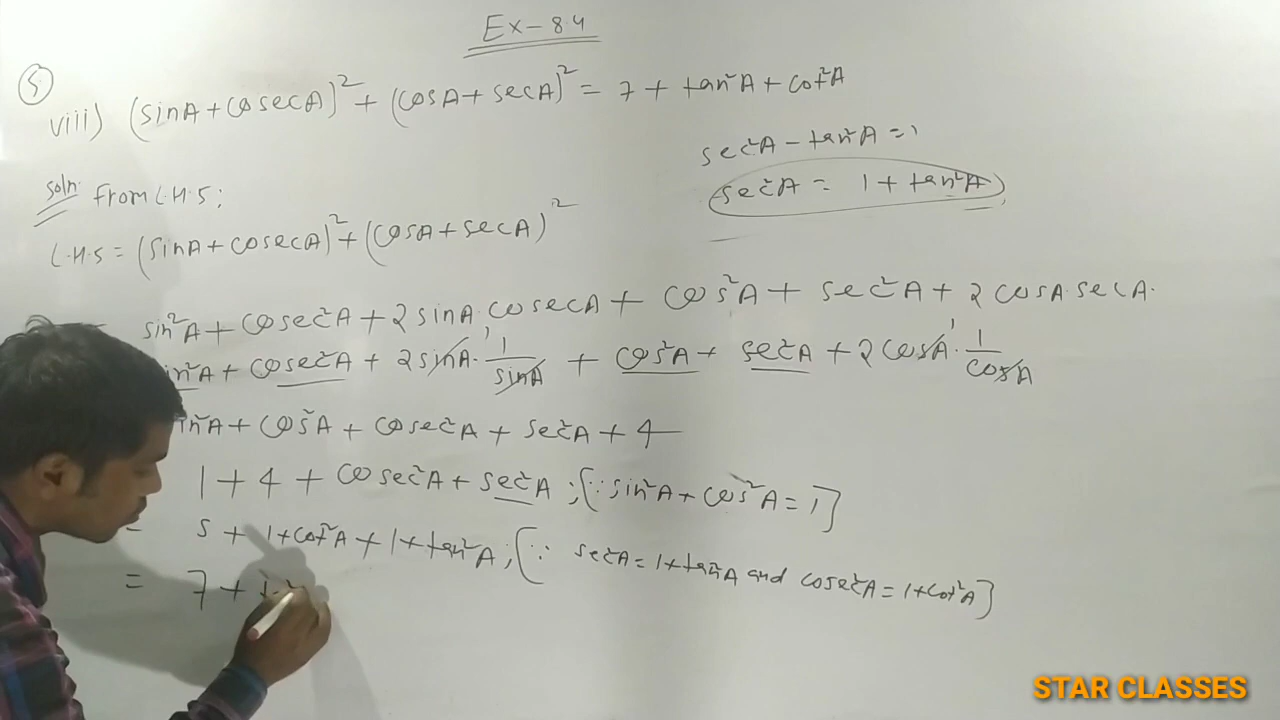 Ex-8.4
5
viii) (sinA+cosecA)²+(cosA+secA)²= 7 + tan²A + cot²A
sec²A - tan²A = 1
sec²A = 1 + tan²A
Soln. From L.H.S;
L.H.S = (sinA+cosecA)²+(cosA+secA)²
sin²A + cosec²A + 2 sinA. cosecA + cos²A + sec²A + 2 cosA.secA.
in²A + cosec²A + 2 sinA. 1/sinA + cos²A + sec²A + 2 cosA. 1/cosA
in²A + cos²A + cosec²A + sec²A + 4
1 + 4 + cosec²A + sec²A ;[∵ sin²A + cos²A = 1]
= 5 + 1+cot²A + 1+tan²A ;[∵ sec²A = 1+tan²A and cosec²A = 1+cot²A]
= 7 +
STAR CLASSES